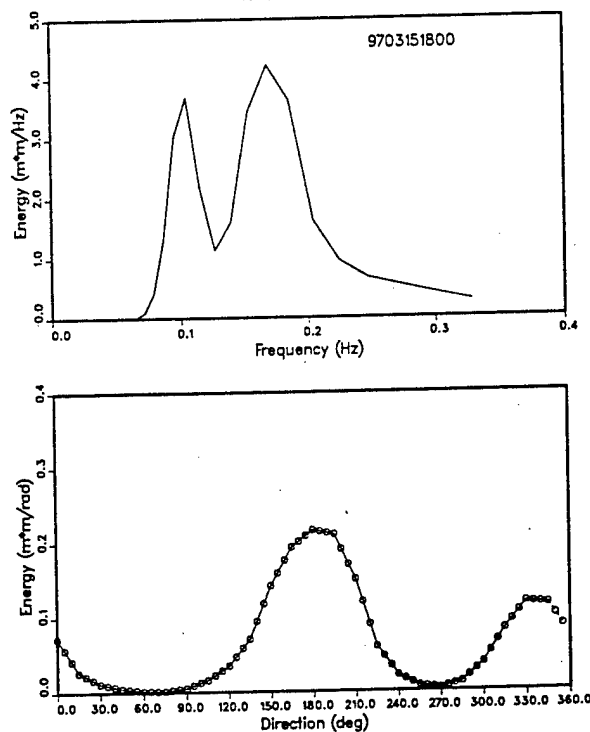 9703151800
Energy (m*m/Hz)
5.0
4.0
3.0
2.0
1.0
0.0
0.0 0.1 0.2 0.3 0.4
Frequency (Hz)
Energy (m*m/rad)
0.4
0.3
0.2
0.1
0.0
0.0 30.0 60.0 90.0 120.0 150.0 180.0 210.0 240.0 270.0 300.0 330.0 360.0
Direction (deg)